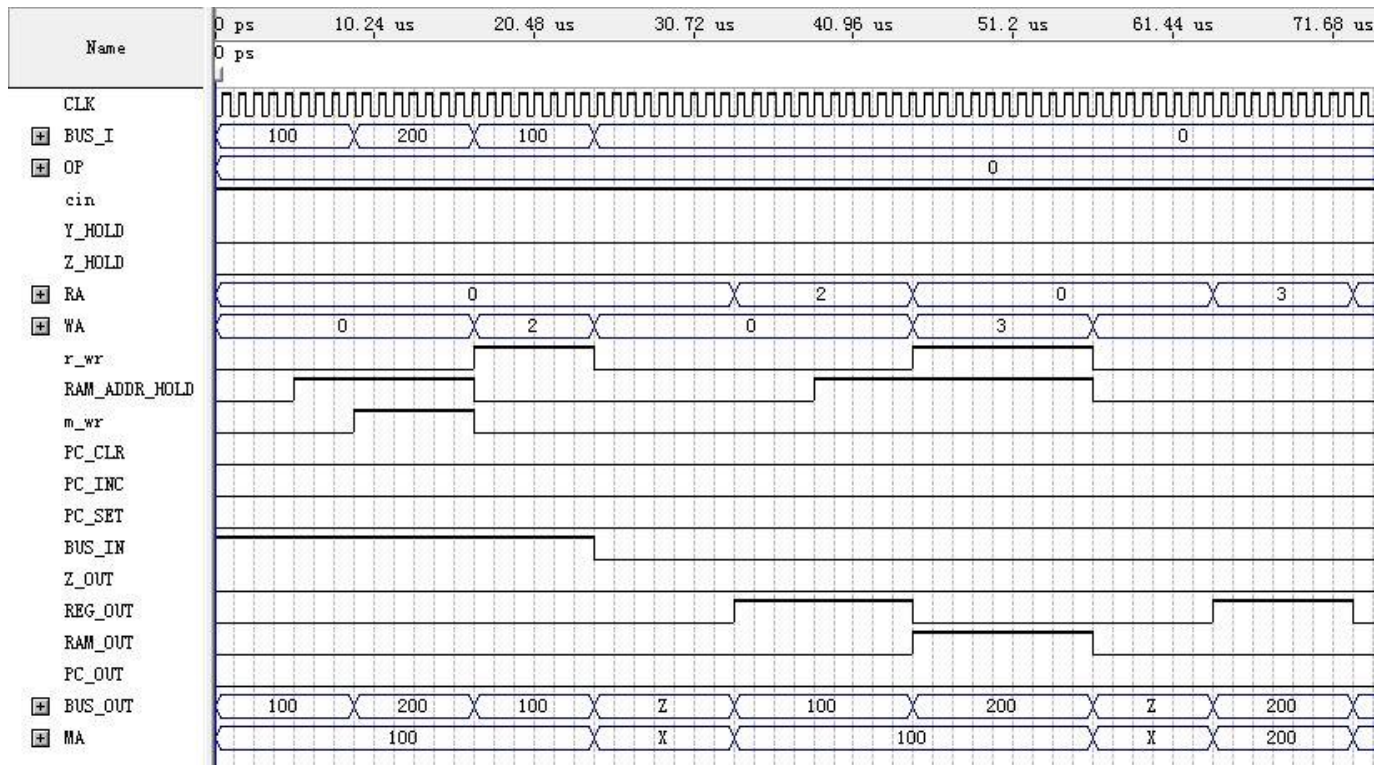 Name
0 ps 10.24 us 20.48 us 30.72 us 40.96 us 51.2 us 61.44 us 71.68 us
0 ps
CLK
BUS_I 100 200 100 0
OP 0
cin
Y_HOLD
Z_HOLD
RA 0 2 0 3
WA 0 2 0 3
r_wr
RAM_ADDR_HOLD
m_wr
PC_CLR
PC_INC
PC_SET
BUS_IN
Z_OUT
REG_OUT
RAM_OUT
PC_OUT
BUS_OUT 100 200 100 Z 100 200 Z 200
MA 100 X 100 X 200